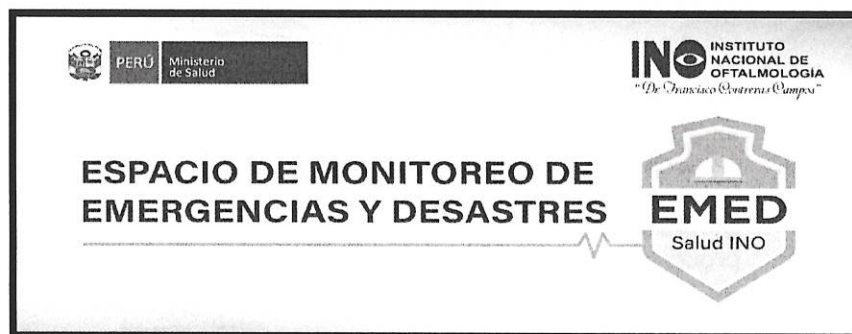 PERÚ
Ministerio
de Salud
INO
INSTITUTO
NACIONAL DE
OFTALMOLOGÍA
"Dr Francisco Contreras Campos"
ESPACIO DE MONITOREO DE
EMERGENCIAS Y DESASTRES
EMED
Salud INO